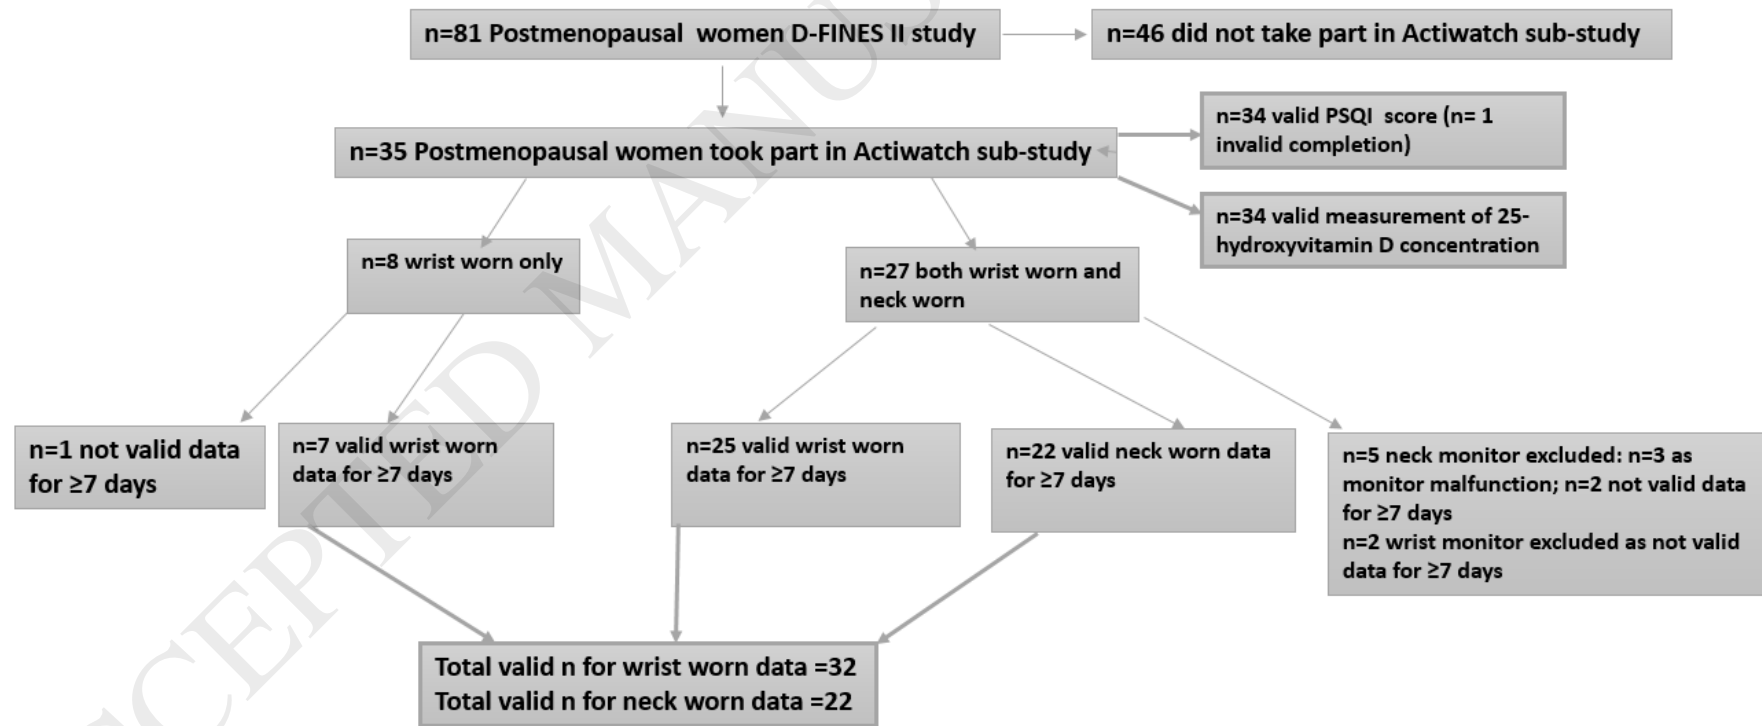 n=81 Postmenopausal women D-FINES II study
n=46 did not take part in Actiwatch sub-study
n=34 valid PSQI score (n= 1
invalid completion)
n=35 Postmenopausal women took part in Actiwatch sub-study
n=34 valid measurement of 25-
hydroxyvitamin D concentration
n=8 wrist worn only
n=27 both wrist worn and
neck worn
n=1 not valid data
for ≥7 days
n=7 valid wrist worn
data for ≥7 days
n=25 valid wrist worn
data for ≥7 days
n=22 valid neck worn data
for ≥7 days
n=5 neck monitor excluded: n=3 as
monitor malfunction; n=2 not valid data
for ≥7 days
n=2 wrist monitor excluded as not valid
data for ≥7 days
Total valid n for wrist worn data =32
Total valid n for neck worn data =22